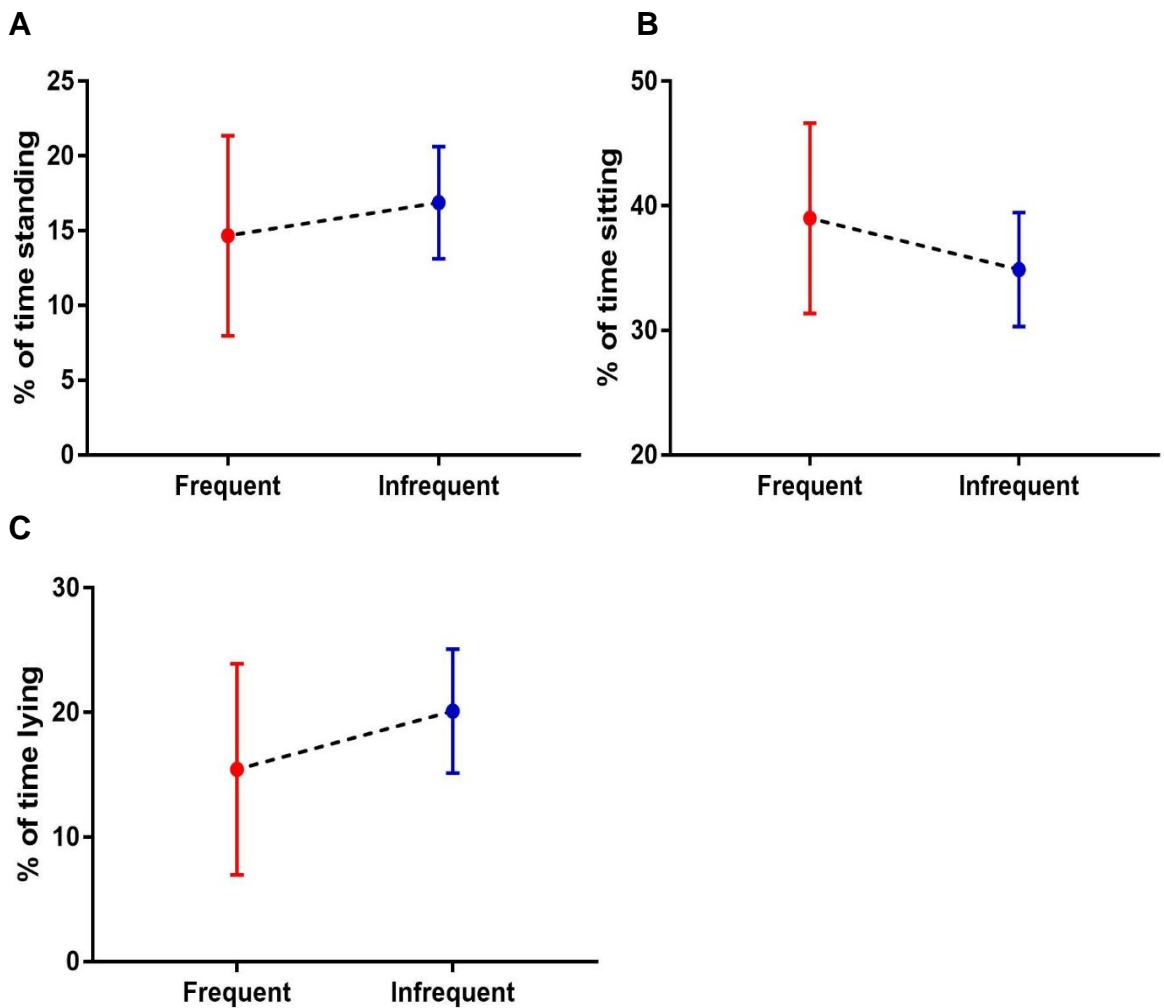 A
% of time standing
25
20
15
10
5
0
Frequent Infrequent
B
% of time sitting
50
40
30
20
Frequent Infrequent
C
% of time lying
30
20
10
0
Frequent Infrequent